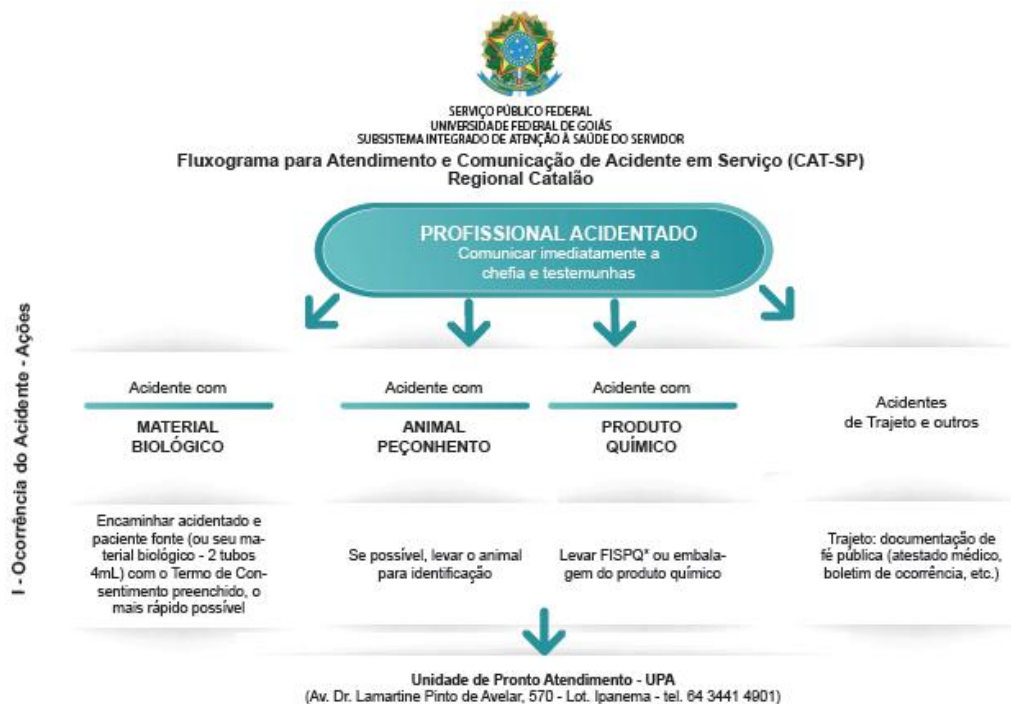 SERVIÇO PÚBLICO FEDERAL
UNIVERSIDADE FEDERAL DE GOIÁS
SUBSISTEMA INTEGRADO DE ATENÇÃO À SAÚDE DO SERVIDOR
Fluxograma para Atendimento e Comunicação de Acidente em Serviço (CAT-SP)
Regional Catalão
PROFISSIONAL ACIDENTADO
Comunicar imediatamente a
chefia e testemunhas
I - Ocorrência do Acidente - Ações
Acidente com
MATERIAL
BIOLÓGICO
Acidente com
ANIMAL
PEÇONHENTO
Acidente com
PRODUTO
QUÍMICO
Acidentes
de Trajeto e outros
Encaminhar acidentado e
paciente fonte (ou seu ma-
terial biológico - 2 tubos
4mL) com o Termo de Con-
sentimento preenchido, o
mais rápido possível
Se possível, levar o animal
para identificação
Levar FISPQ* ou embala-
gem do produto químico
Trajeto: documentação de
fé pública (atestado médico,
boletim de ocorrência, etc.)
Unidade de Pronto Atendimento - UPA
(Av. Dr. Lamartine Pinto de Avelar, 570 - Lot. Ipanema - tel. 64 3441 4901)